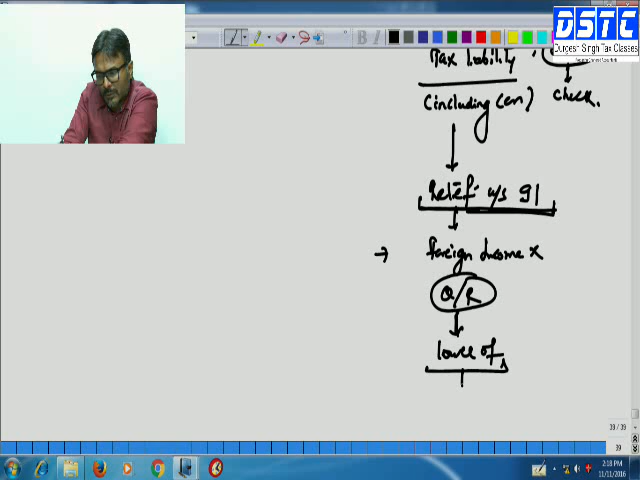 DSTC
Durgesh Singh Tax Classes
Tax liability
(including cess)
check.
Relief u/s 91
→ foreign Income x
Q/R
lower of
39 / 39
39
2:18 PM
11/11/2016